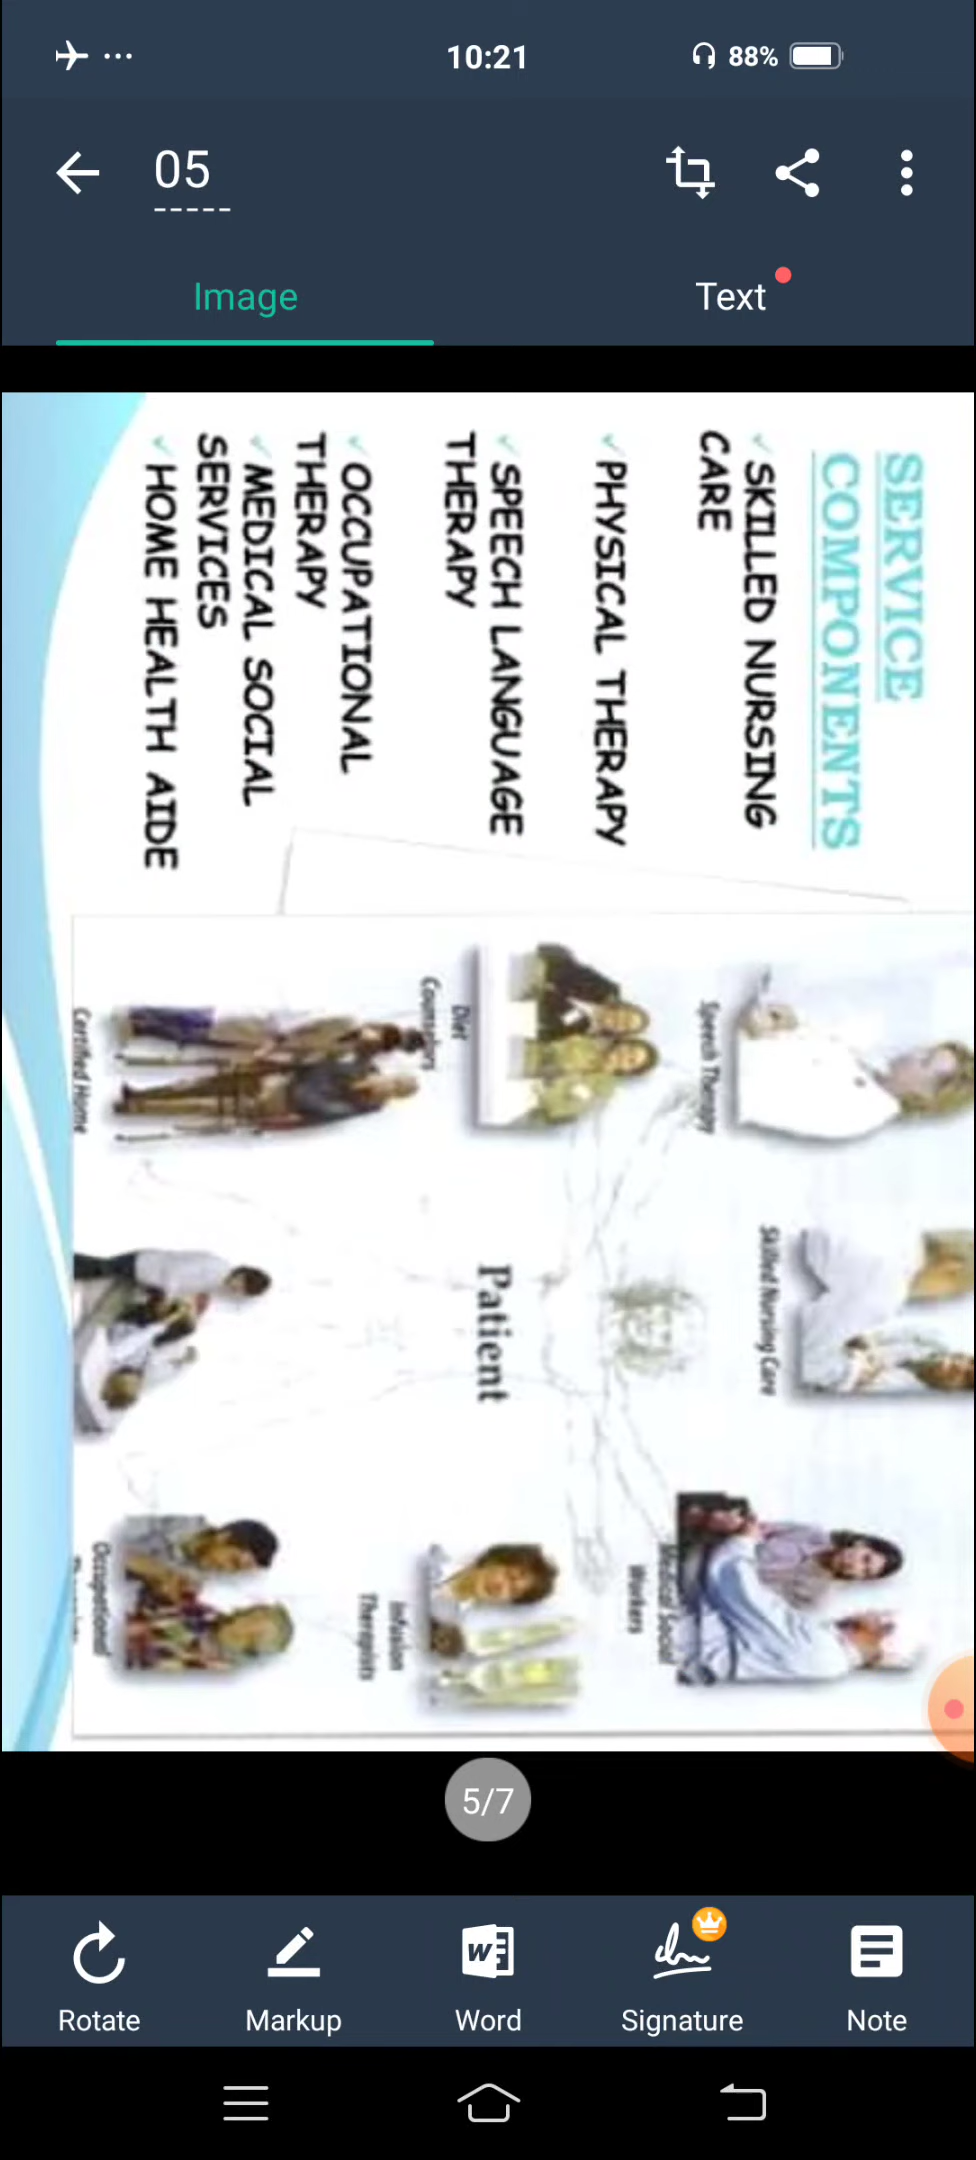 10:21
88%
05
Image
Text
SERVICE
COMPONENTS
SKILLED NURSING
CARE
PHYSICAL THERAPY
SPEECH LANGUAGE
THERAPY
OCCUPATIONAL
THERAPY
MEDICAL SOCIAL
SERVICES
HOME HEALTH AIDE
Speech Therapy
Skilled Nursing Care
Medical Social
Workers
Diet
Counselors
Patient
Infusion
Therapists
Certified Home
Occupational
5/7
Rotate
Markup
W
Word
Signature
Note